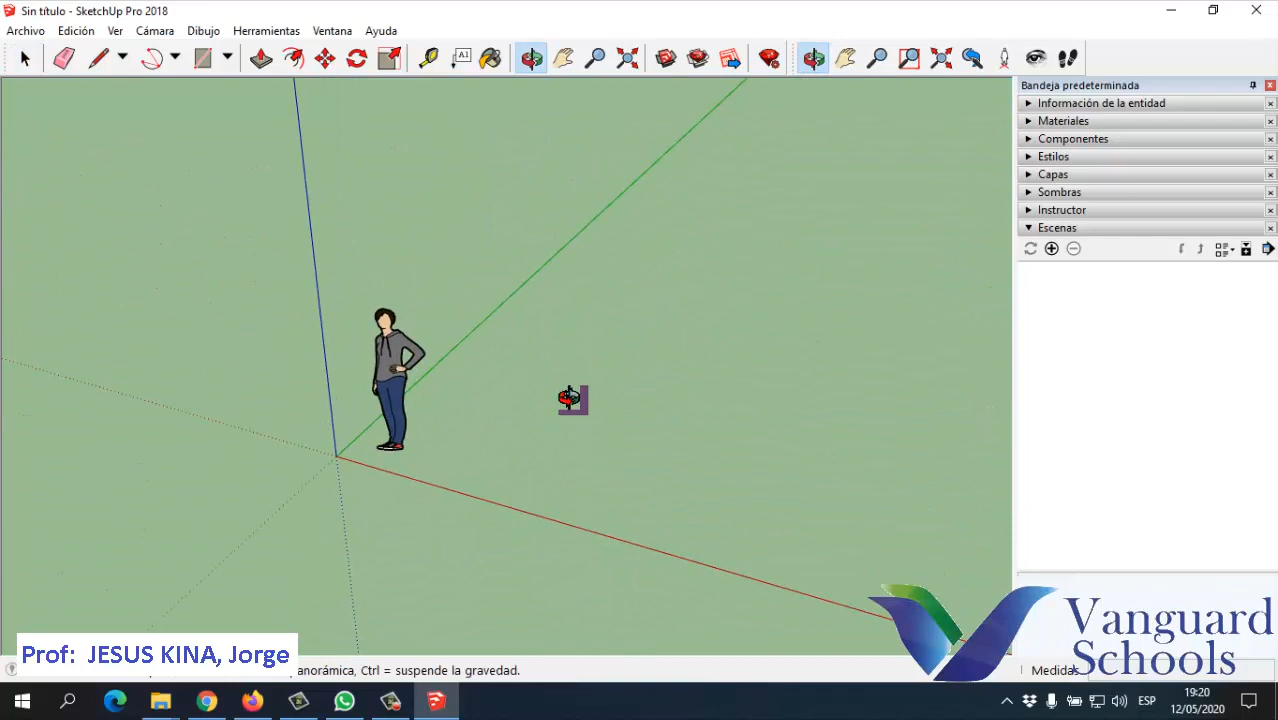 Sin título - SketchUp Pro 2018
Archivo Edición Ver Cámara Dibujo Herramientas Ventana Ayuda
A1
Bandeja predeterminada
Información de la entidad
Materiales
Componentes
Estilos
Capas
Sombras
Instructor
Escenas
Vanguard
Schools
Prof: JESUS KINA, Jorge
panorámica, Ctrl = suspende la gravedad.
Medidas
ESP
19:20
12/05/2020